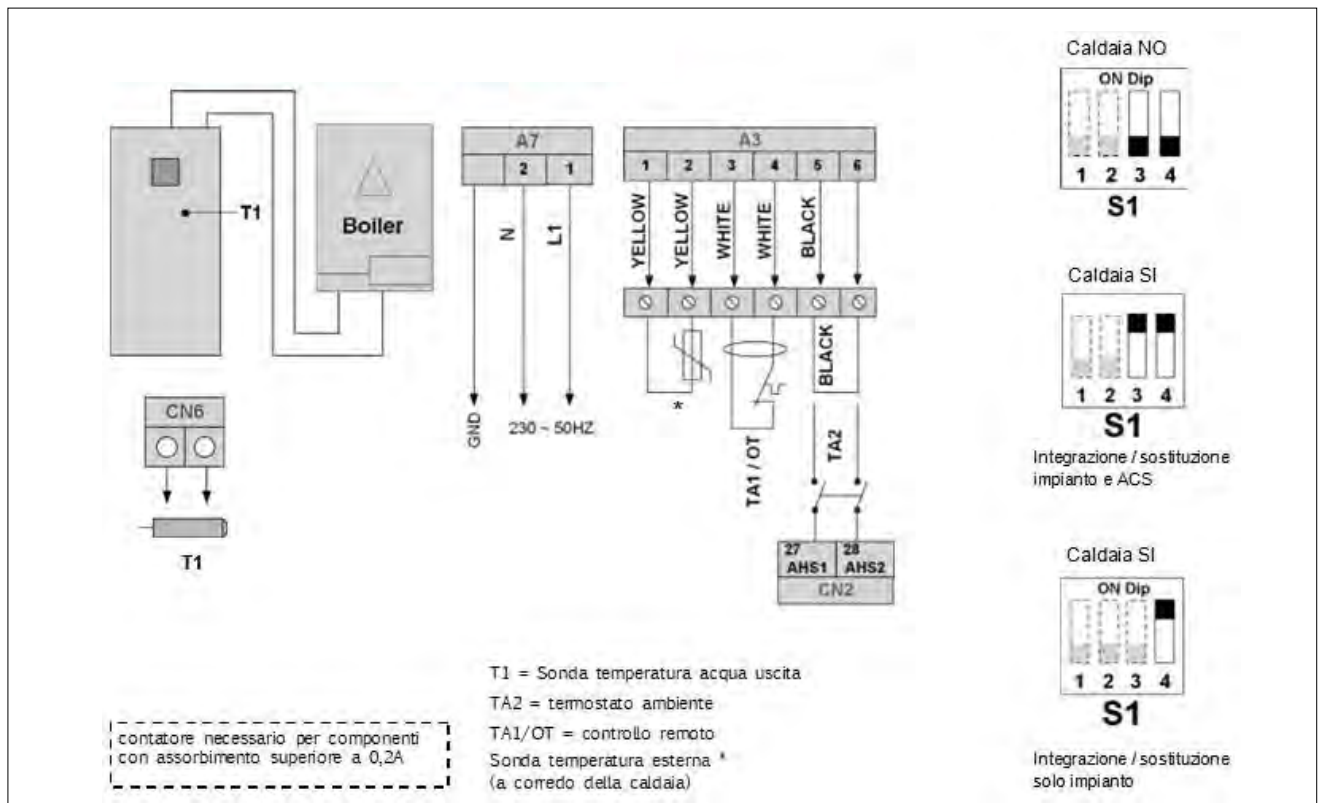 Caldaia NO
ON Dip
1 2 3 4
S1
T1
Boiler
A7
2 1
N
L1
GND
230 ~ 50HZ
A3
1 2 3 4 5 6
YELLOW
YELLOW
WHITE
WHITE
BLACK
*
BLACK
TA1 / OT
TA2
27 28
AHS1 AHS2
CN2
CN6
T1
Caldaia SI
1 2 3 4
S1
Integrazione / sostituzione
impianto e ACS
Caldaia SI
ON Dip
1 2 3 4
S1
Integrazione / sostituzione
solo impianto
T1 = Sonda temperatura acqua uscita
TA2 = termostato ambiente
TA1/OT = controllo remoto
Sonda temperatura esterna *
(a corredo della caldaia)
contatore necessario per componenti
con assorbimento superiore a 0,2A